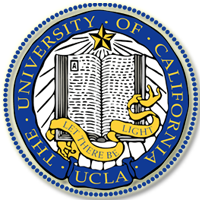 THE UNIVERSITY OF CALIFORNIA
LET THERE BE LIGHT
UCLA